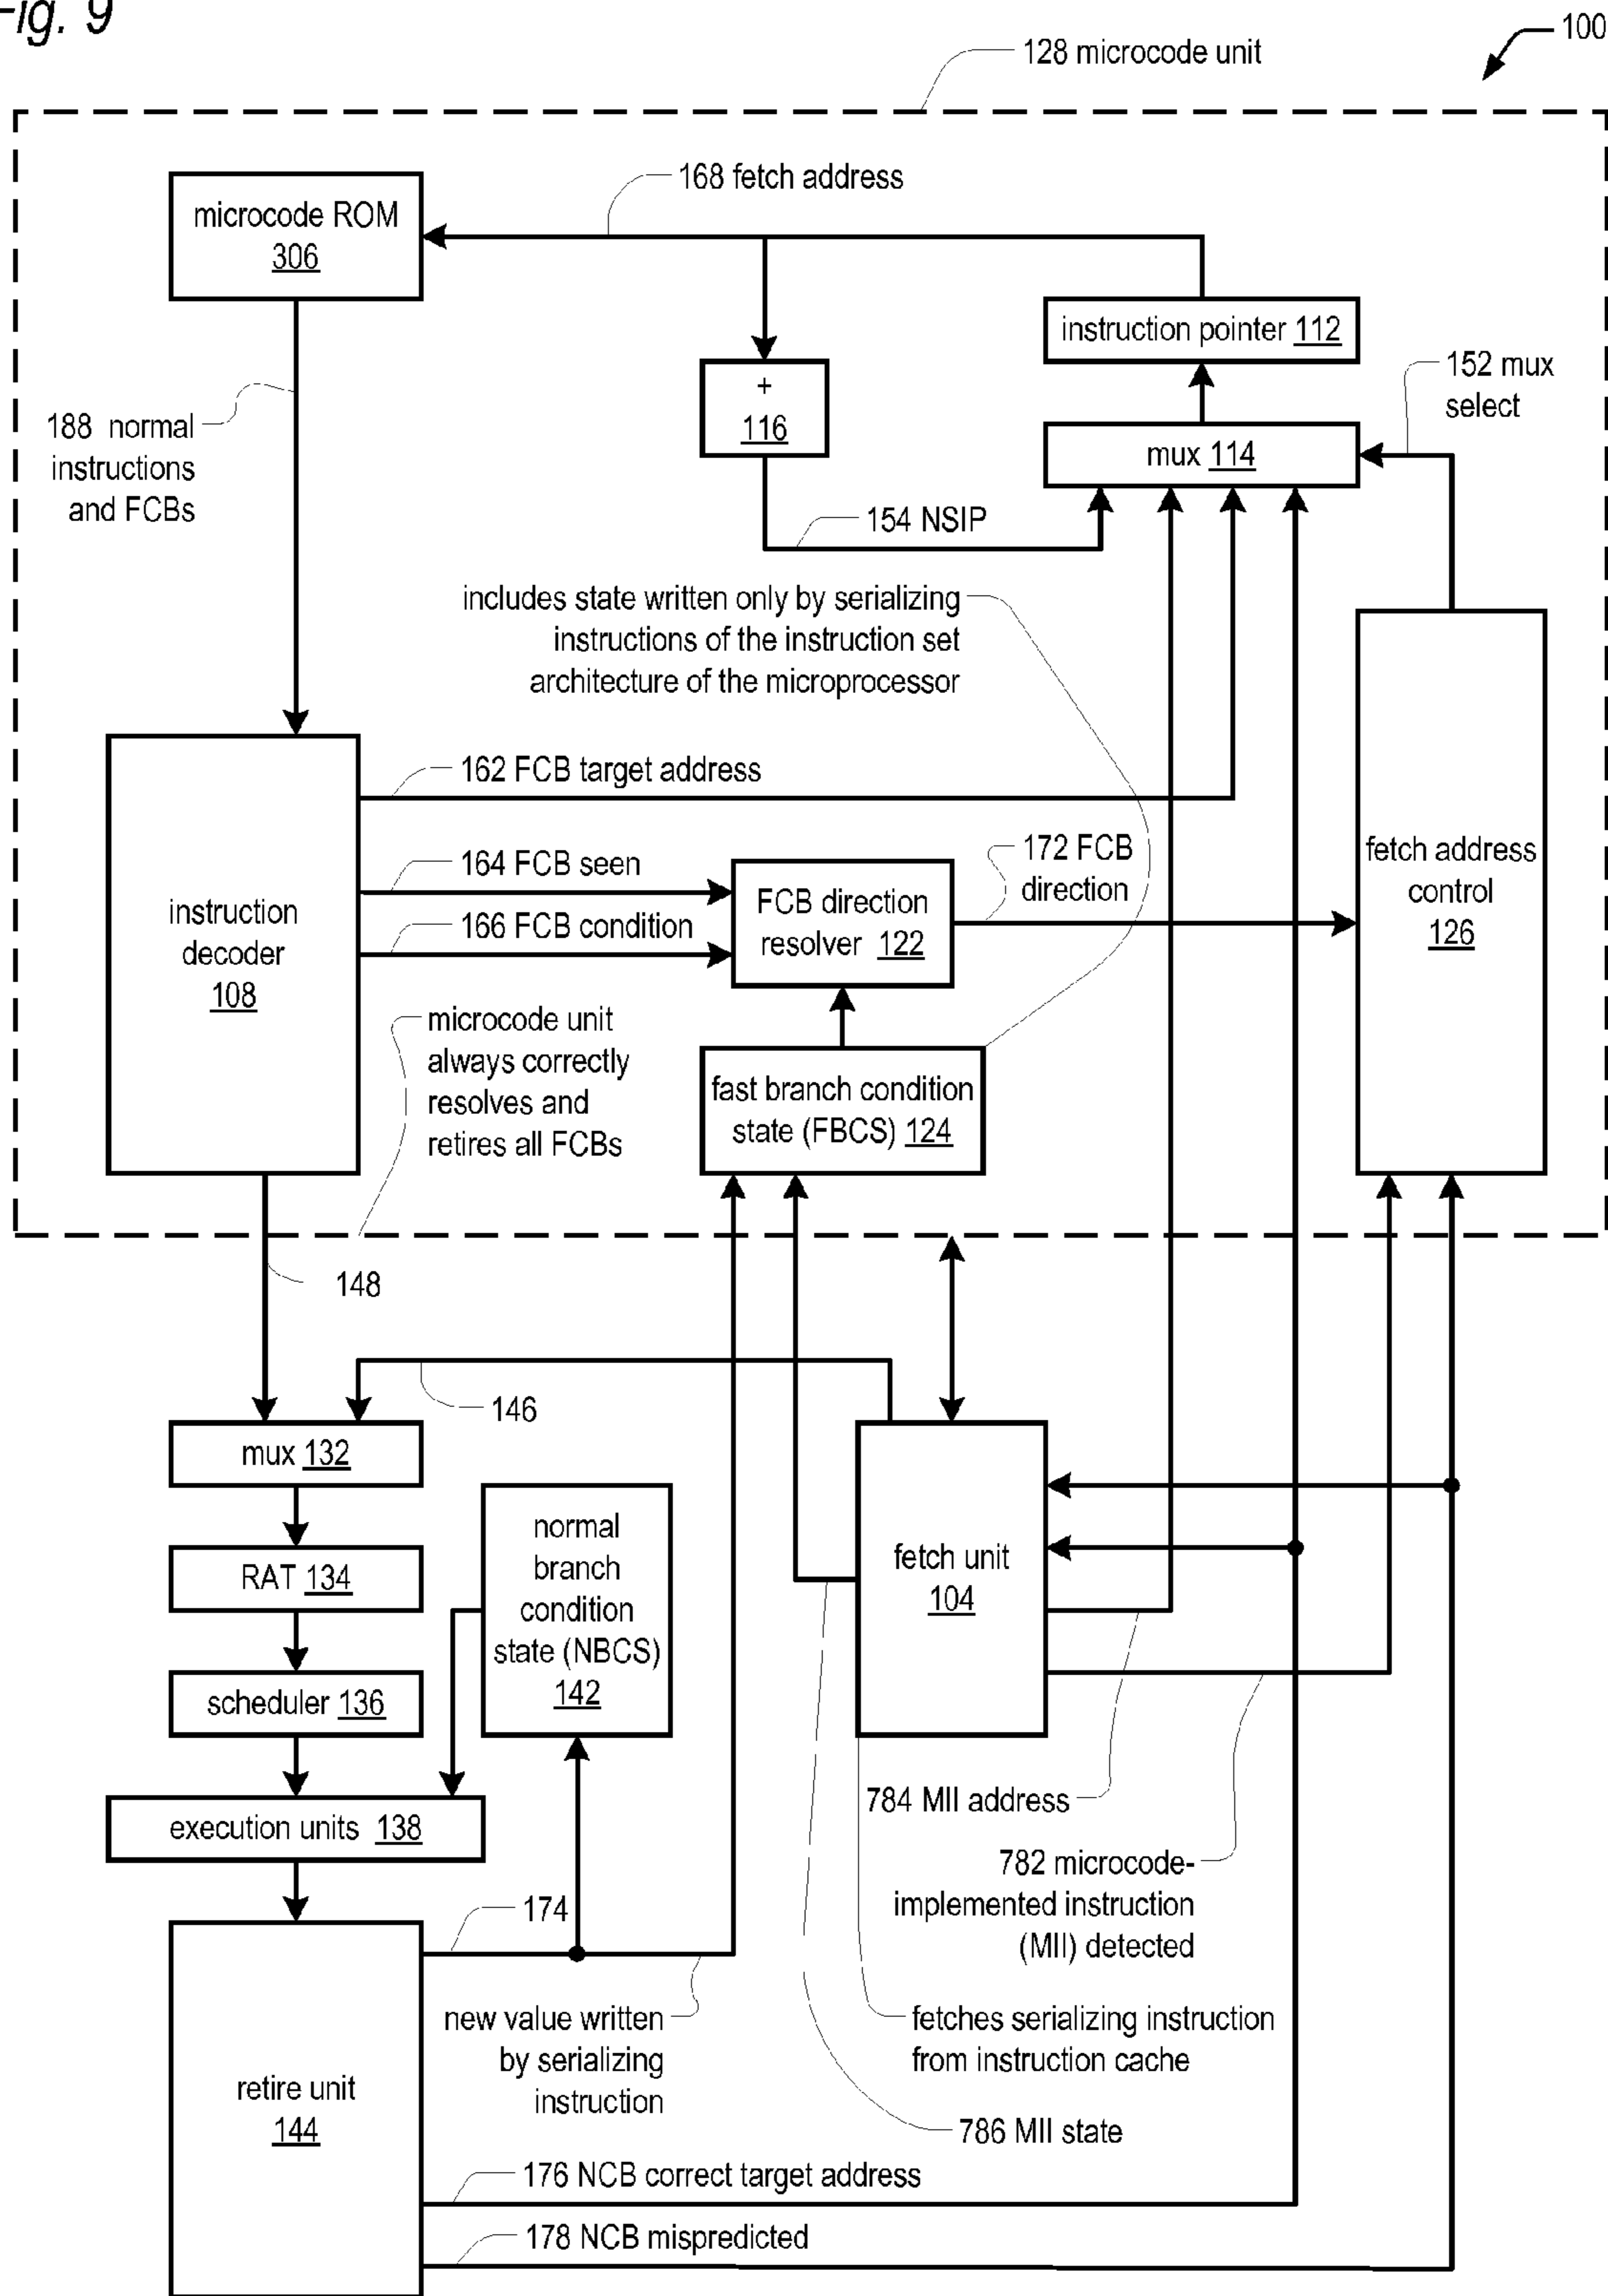 Fig. 9
100
128 microcode unit
168 fetch address
microcode ROM
306
instruction pointer 112
152 mux
select
+
116
188 normal
instructions
and FCBs
mux 114
154 NSIP
includes state written only by serializing
instructions of the instruction set
architecture of the microprocessor
162 FCB target address
164 FCB seen
166 FCB condition
FCB direction
resolver 122
172 FCB
direction
fetch address
control
126
instruction
decoder
108
microcode unit
always correctly
resolves and
retires all FCBs
fast branch condition
state (FBCS) 124
148
146
mux 132
RAT 134
scheduler 136
normal
branch
condition
state (NBCS)
142
fetch unit
104
execution units 138
784 MII address
782 microcode-
implemented instruction
(MII) detected
174
new value written
by serializing
instruction
fetches serializing instruction
from instruction cache
retire unit
144
786 MII state
176 NCB correct target address
178 NCB mispredicted